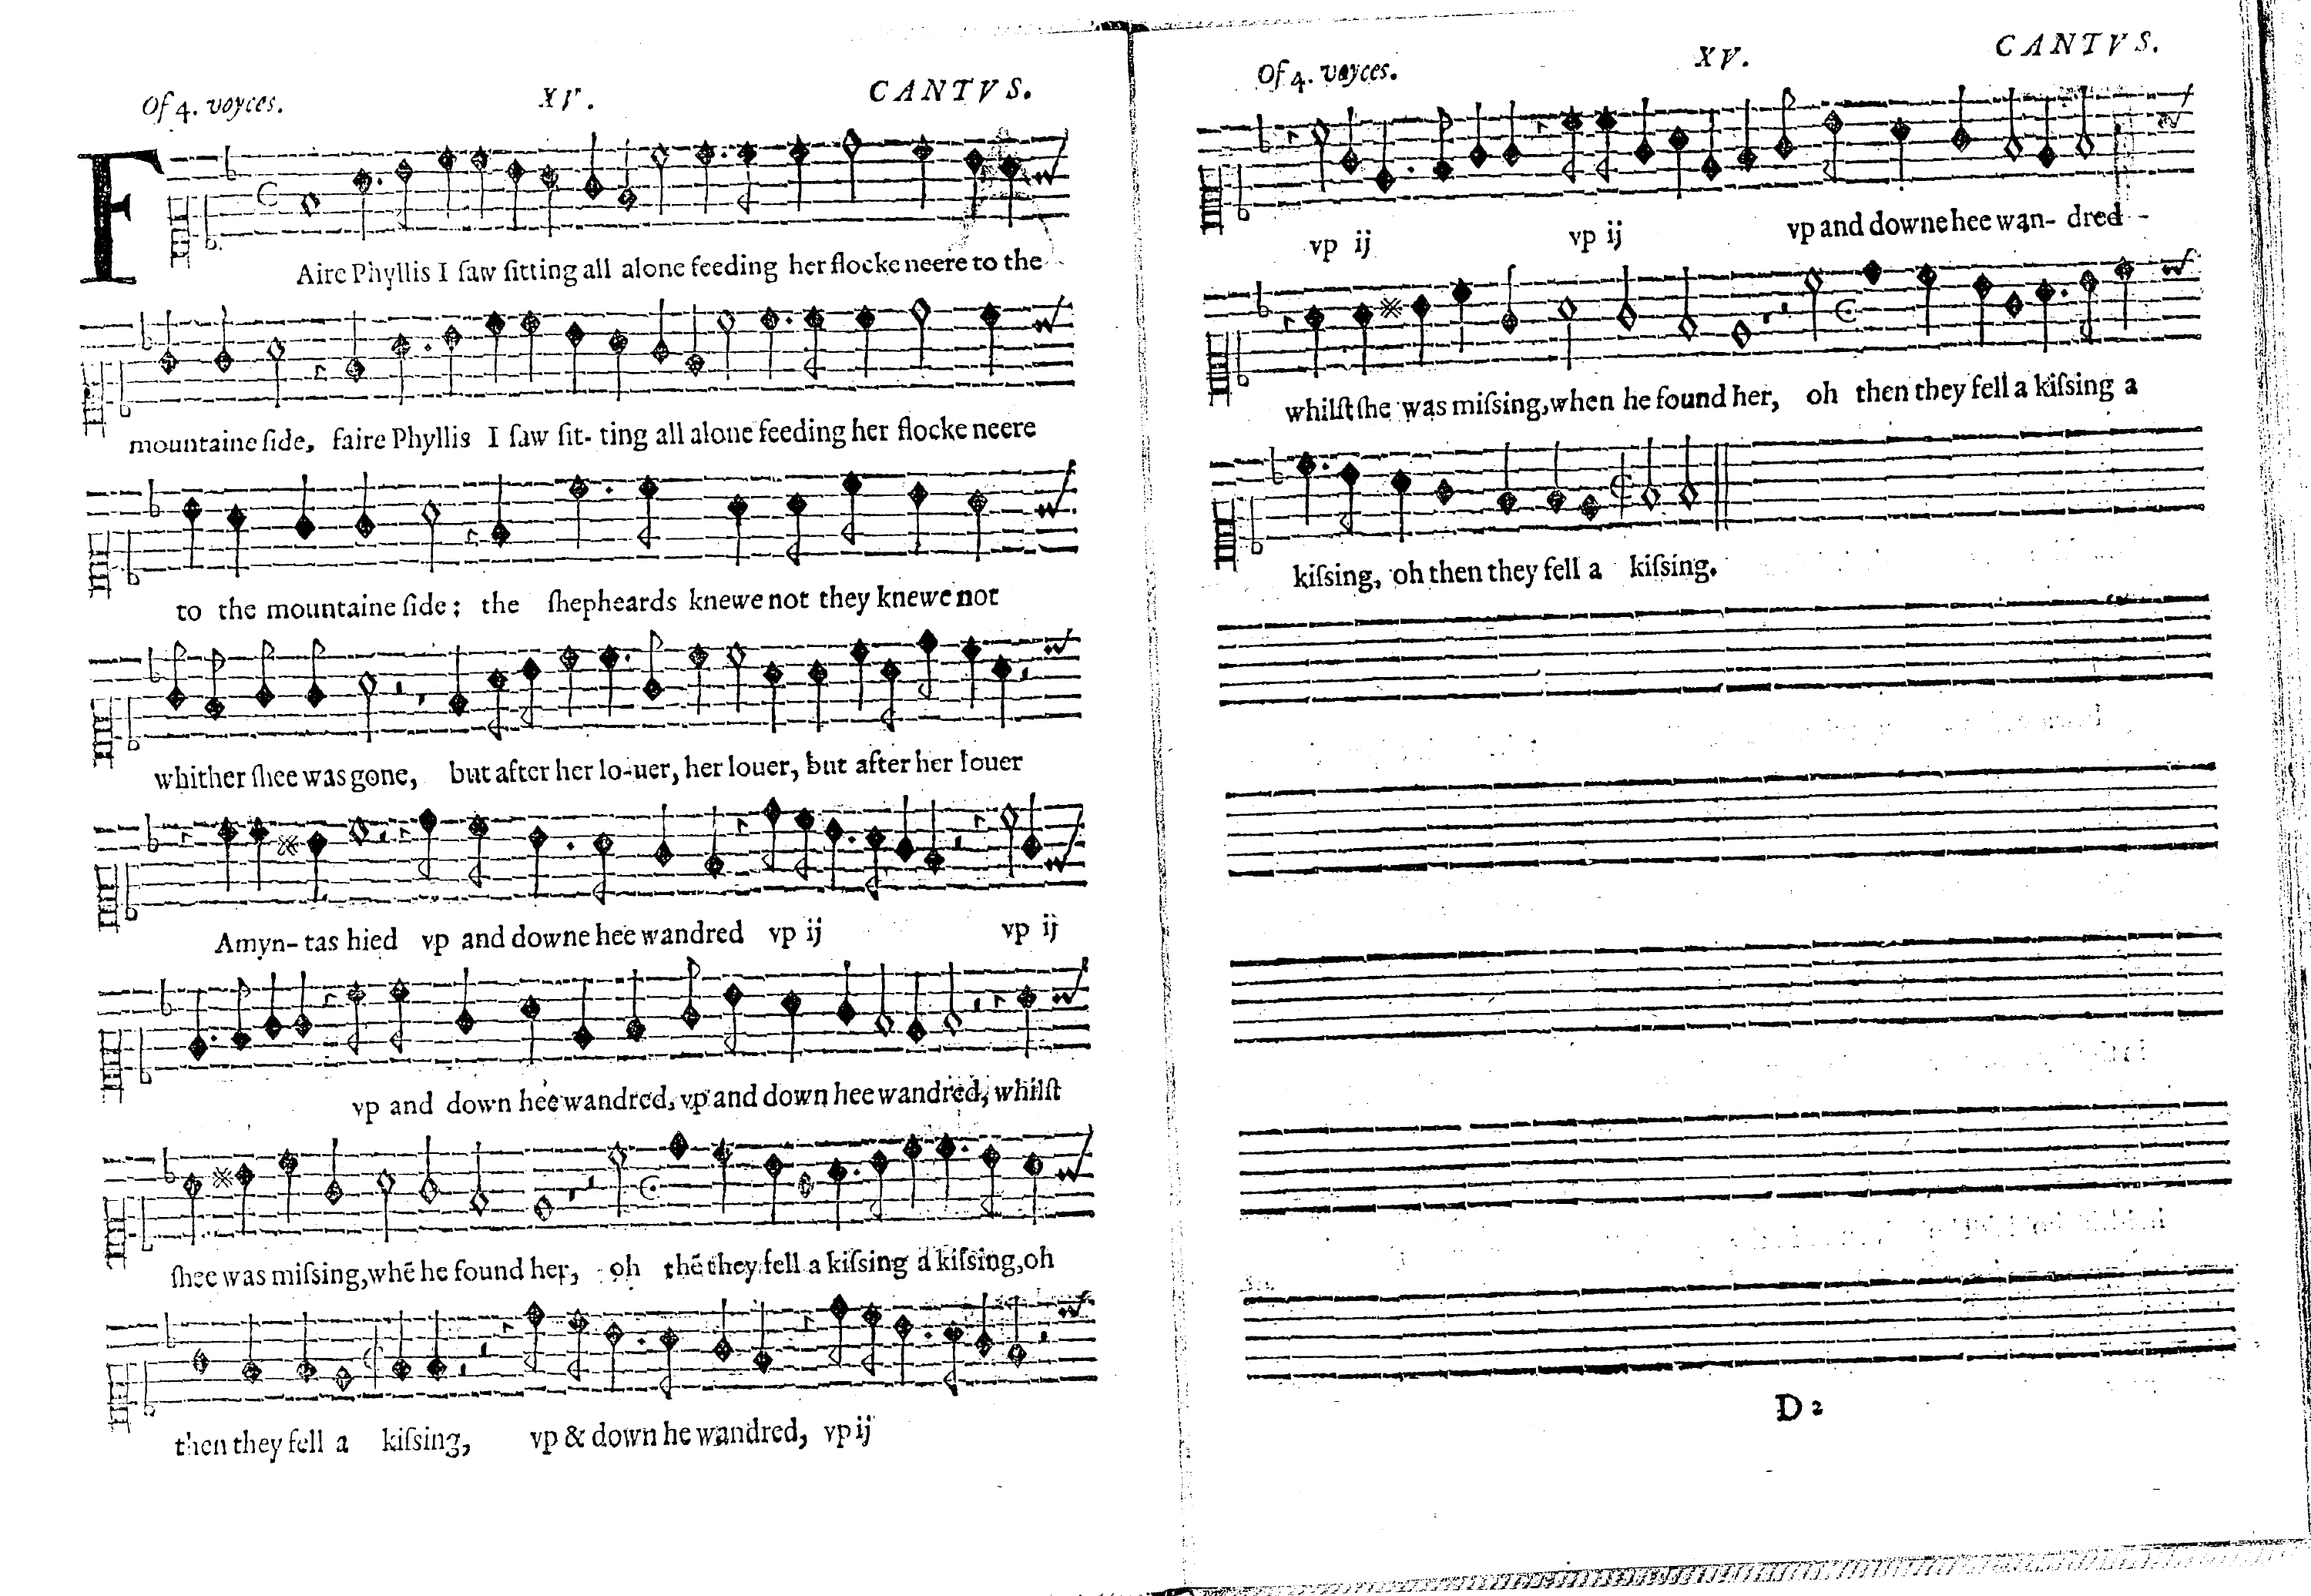 Of 4. voyces. XV. CANTVS.
FAire Phyllis I ſaw ſitting all alone feeding her flocke neere to the
mountaine ſide, faire Phyllis I ſaw ſit- ting all alone feeding her flocke neere
to the mountaine ſide; the ſhepheards knewe not they knewe not
whither ſhee was gone, but after her lo-uer, her louer, but after her louer
Amyn- tas hied vp and downe hee wandred vp ij vp ij
vp and down hee wandred, vp and down hee wandred, whilſt
ſhee was miſsing, whē he found her, oh thē they fell a kiſsing a kiſsing, oh
then they fell a kiſsing, vp & down he wandred, vp ij
Of 4. voyces. XV. CANTVS.
vp ij vp ij vp and downe hee wan- dred
whilſt ſhe was miſsing, when he found her, oh then they fell a kiſsing a
kiſsing, oh then they fell a kiſsing.
D 2